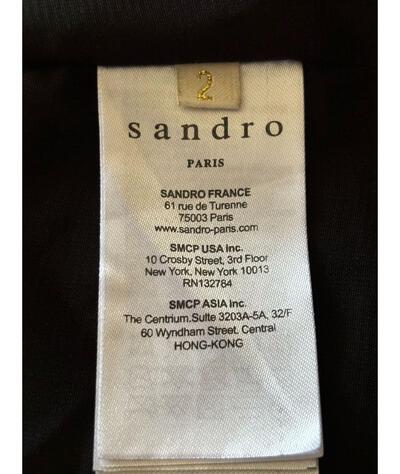 2
sandro
PARIS
SANDRO FRANCE
61 rue de Turenne
75003 Paris
www.sandro-paris.com
SMCP USA Inc.
10 Crosby Street, 3rd Floor
New York, New York 10013
RN132784
SMCP ASIA Inc.
The Centrium.Suite 3203A-5A, 32/F
60 Wyndham Street. Central
HONG-KONG